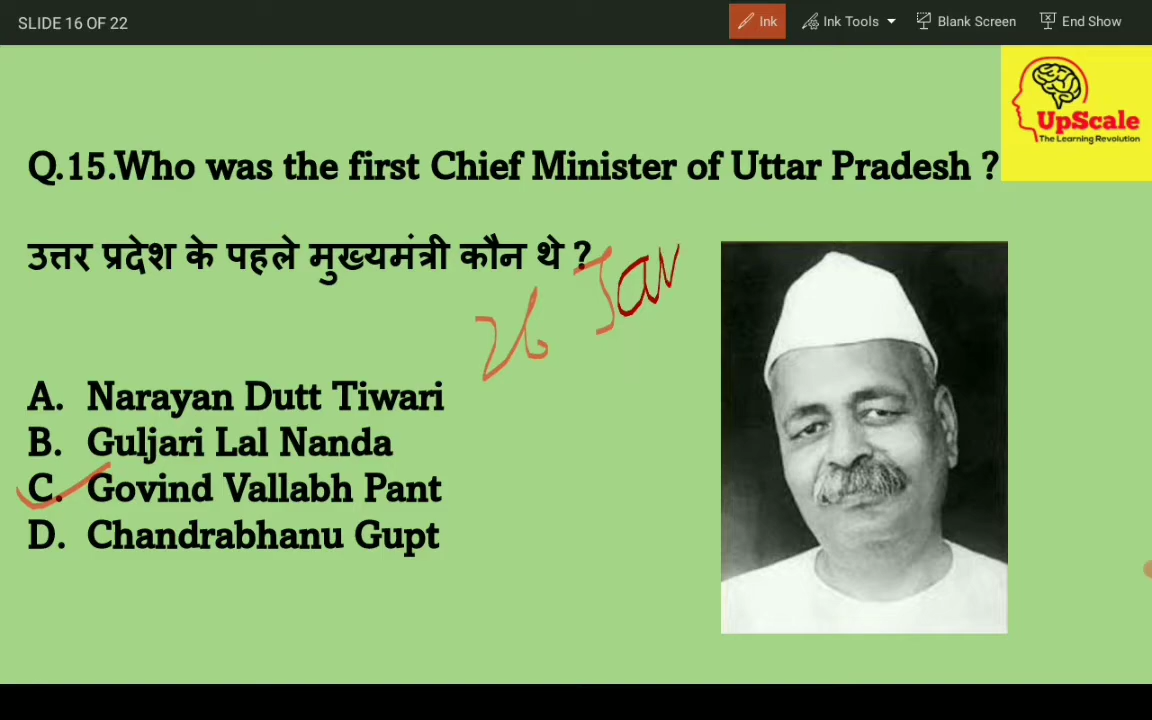 SLIDE 16 OF 22
Ink
Ink Tools
Blank Screen
End Show
UpScale
The Learning Revolution
Q.15.Who was the first Chief Minister of Uttar Pradesh ?
उत्तर प्रदेश के पहले मुख्यमंत्री कौन थे ?
26 Jan
A. Narayan Dutt Tiwari
B. Guljari Lal Nanda
C. Govind Vallabh Pant
D. Chandrabhanu Gupt